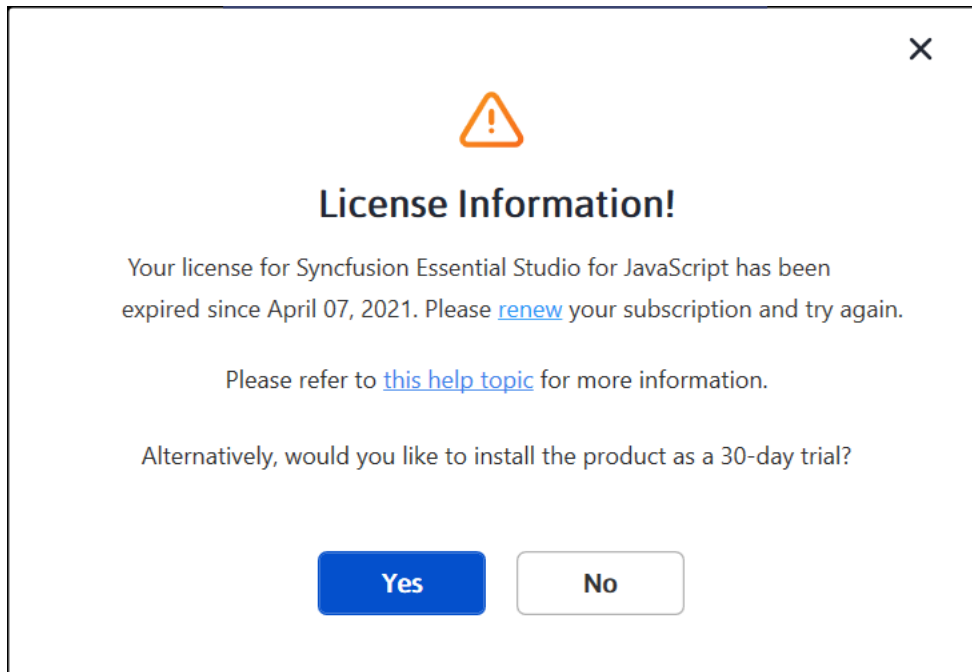 License Information!
Your license for Syncfusion Essential Studio for JavaScript has been
expired since April 07, 2021. Please renew your subscription and try again.
Please refer to this help topic for more information.
Alternatively, would you like to install the product as a 30-day trial?
Yes
No